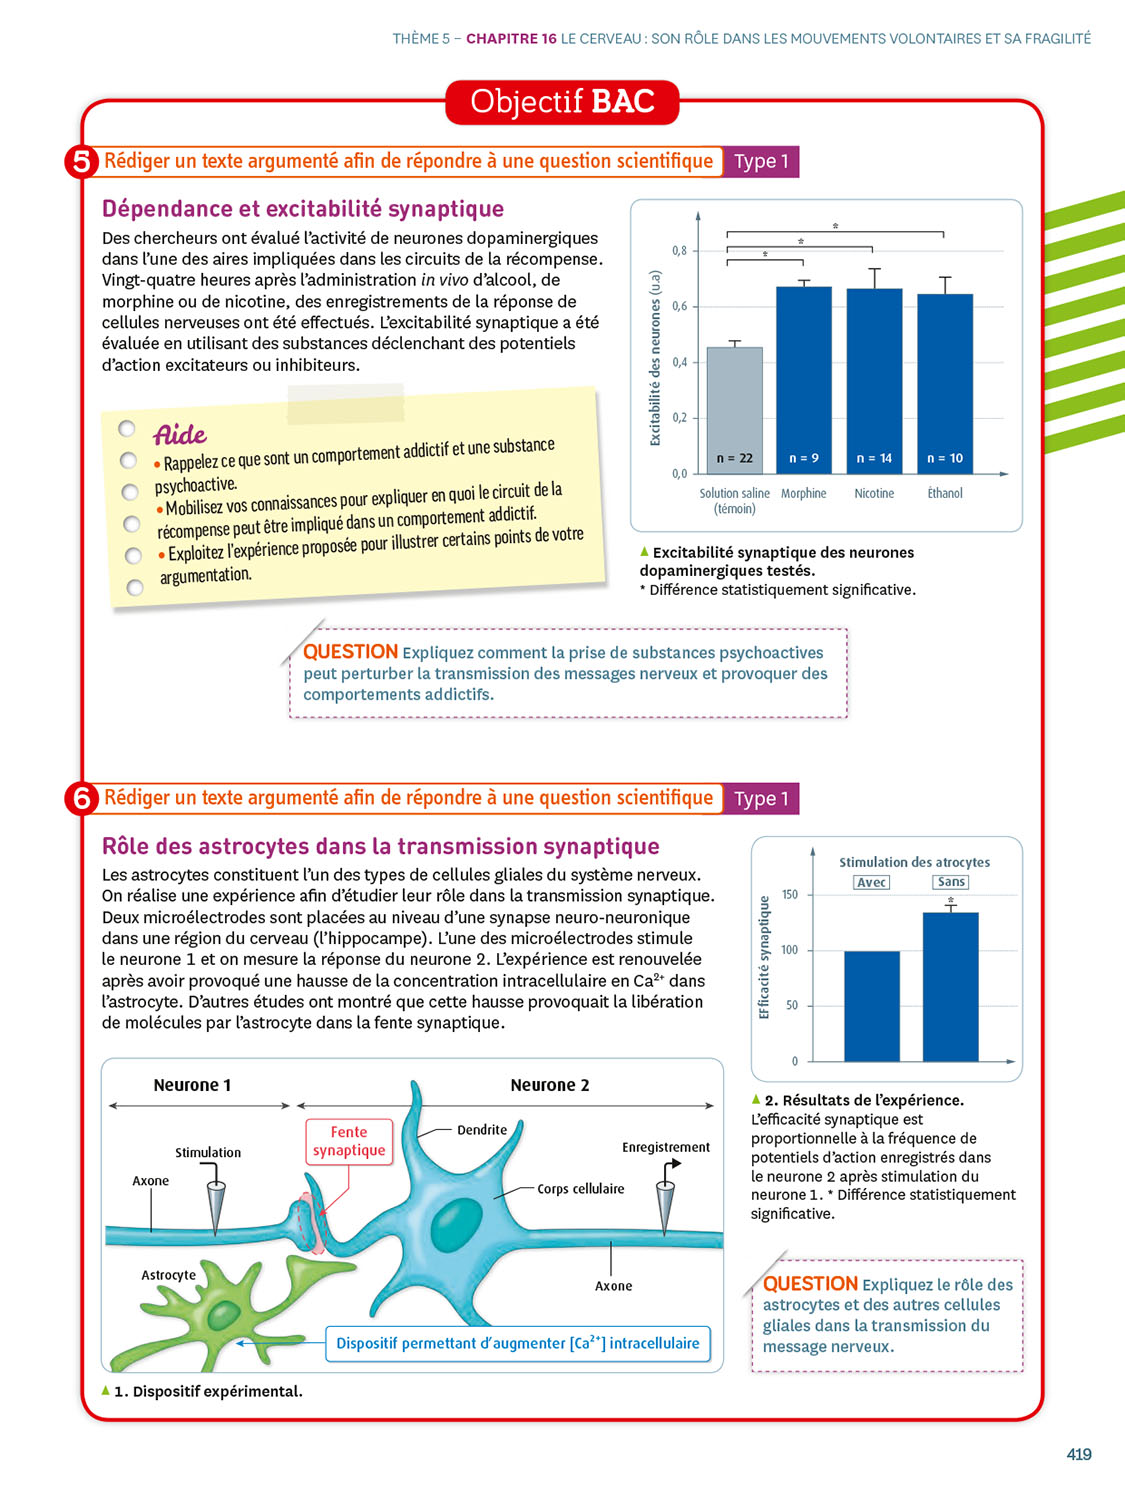 THÈME 5 – CHAPITRE 16 LE CERVEAU : SON RÔLE DANS LES MOUVEMENTS VOLONTAIRES ET SA FRAGILITÉ
Objectif BAC
5 Rédiger un texte argumenté afin de répondre à une question scientifique Type 1
Dépendance et excitabilité synaptique
Des chercheurs ont évalué l’activité de neurones dopaminergiques
dans l’une des aires impliquées dans les circuits de la récompense.
Vingt-quatre heures après l’administration in vivo d’alcool, de
morphine ou de nicotine, des enregistrements de la réponse de
cellules nerveuses ont été effectués. L’excitabilité synaptique a été
évaluée en utilisant des substances déclenchant des potentiels
d’action excitateurs ou inhibiteurs.
Aide
• Rappelez ce que sont un comportement addictif et une substance
psychoactive.
• Mobilisez vos connaissances pour expliquer en quoi le circuit de la
récompense peut être impliqué dans un comportement addictif.
• Exploitez l’expérience proposée pour illustrer certains points de votre
argumentation.
Excitabilité des neurones (u.a)
0,8
0,6
0,4
0,2
0,0
*
*
*
n = 22
n = 9
n = 14
n = 10
Solution saline Morphine Nicotine Éthanol
(témoin)
Excitabilité synaptique des neurones
dopaminergiques testés.
* Différence statistiquement significative.
QUESTION Expliquez comment la prise de substances psychoactives
peut perturber la transmission des messages nerveux et provoquer des
comportements addictifs.
6 Rédiger un texte argumenté afin de répondre à une question scientifique Type 1
Rôle des astrocytes dans la transmission synaptique
Les astrocytes constituent l’un des types de cellules gliales du système nerveux.
On réalise une expérience afin d’étudier leur rôle dans la transmission synaptique.
Deux microélectrodes sont placées au niveau d’une synapse neuro-neuronique
dans une région du cerveau (l’hippocampe). L’une des microélectrodes stimule
le neurone 1 et on mesure la réponse du neurone 2. L’expérience est renouvelée
après avoir provoqué une hausse de la concentration intracellulaire en Ca²⁺ dans
l’astrocyte. D’autres études ont montré que cette hausse provoquait la libération
de molécules par l’astrocyte dans la fente synaptique.
Neurone 1
Neurone 2
Fente
synaptique
Dendrite
Stimulation
Enregistrement
Axone
Corps cellulaire
Astrocyte
Axone
Dispositif permettant d’augmenter [Ca²⁺] intracellulaire
1. Dispositif expérimental.
Stimulation des atrocytes
Avec
Sans
*
EFficacité synaptique
150
100
50
0
2. Résultats de l’expérience.
L’efficacité synaptique est
proportionnelle à la fréquence de
potentiels d’action enregistrés dans
le neurone 2 après stimulation du
neurone 1. * Différence statistiquement
significative.
QUESTION Expliquez le rôle des
astrocytes et des autres cellules
gliales dans la transmission du
message nerveux.
419